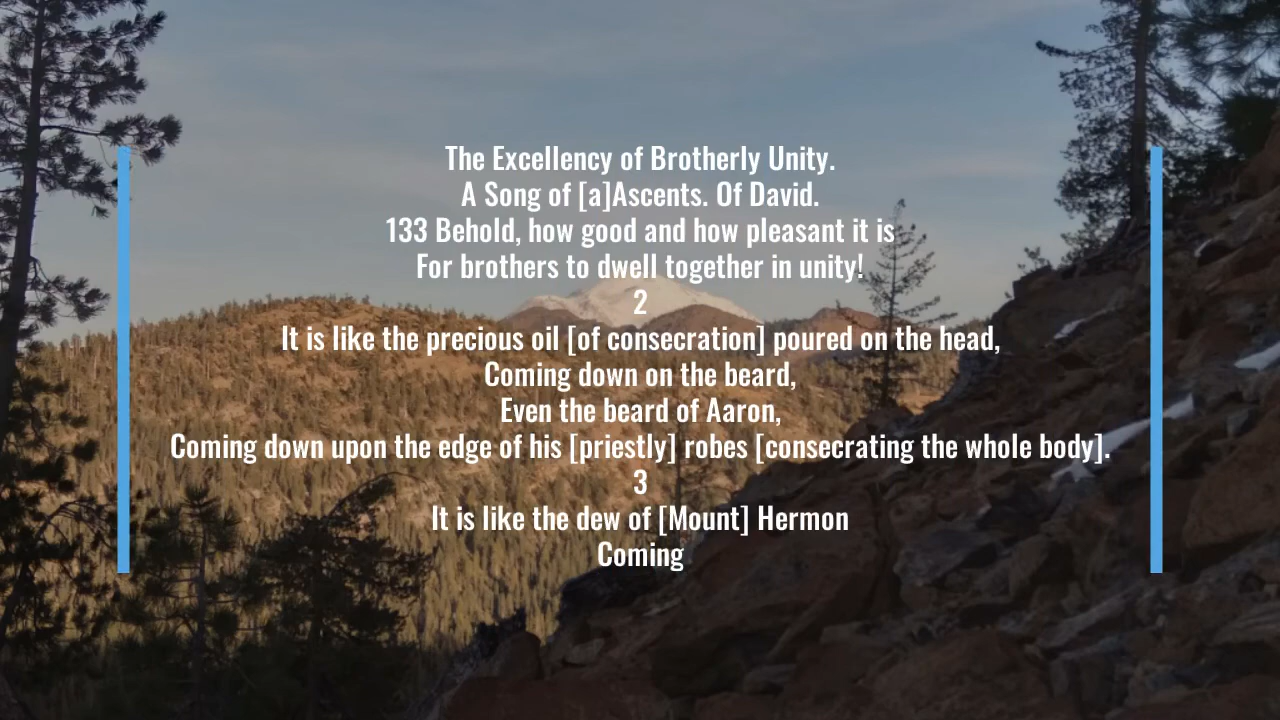 The Excellency of Brotherly Unity.
A Song of [a]Ascents. Of David.
133 Behold, how good and how pleasant it is
For brothers to dwell together in unity!
2
It is like the precious oil [of consecration] poured on the head,
Coming down on the beard,
Even the beard of Aaron,
Coming down upon the edge of his [priestly] robes [consecrating the whole body].
3
It is like the dew of [Mount] Hermon
Coming